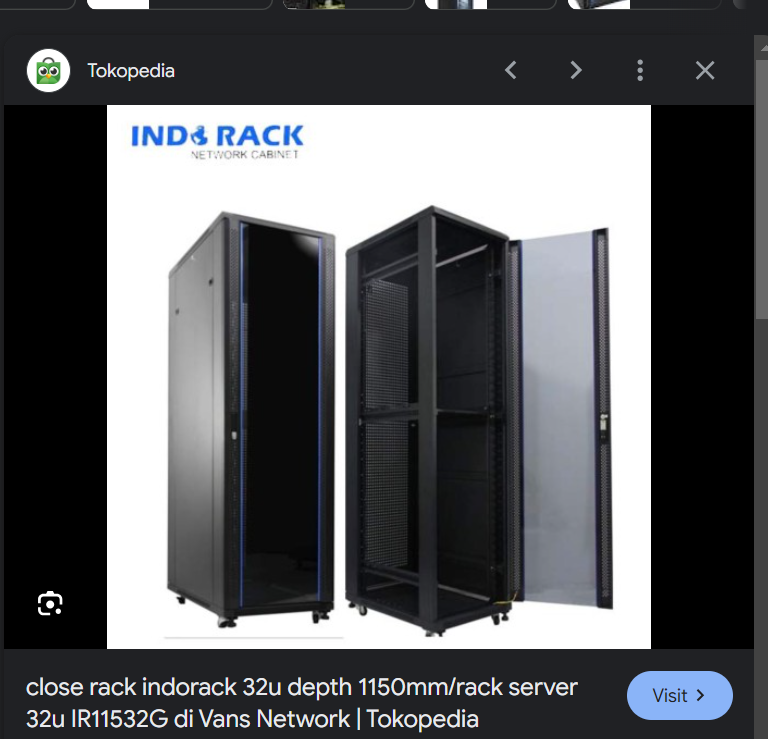 Tokopedia
INDORACK
NETWORK CABINET
close rack indorack 32u depth 1150mm/rack server
32u IR11532G di Vans Network | Tokopedia
Visit